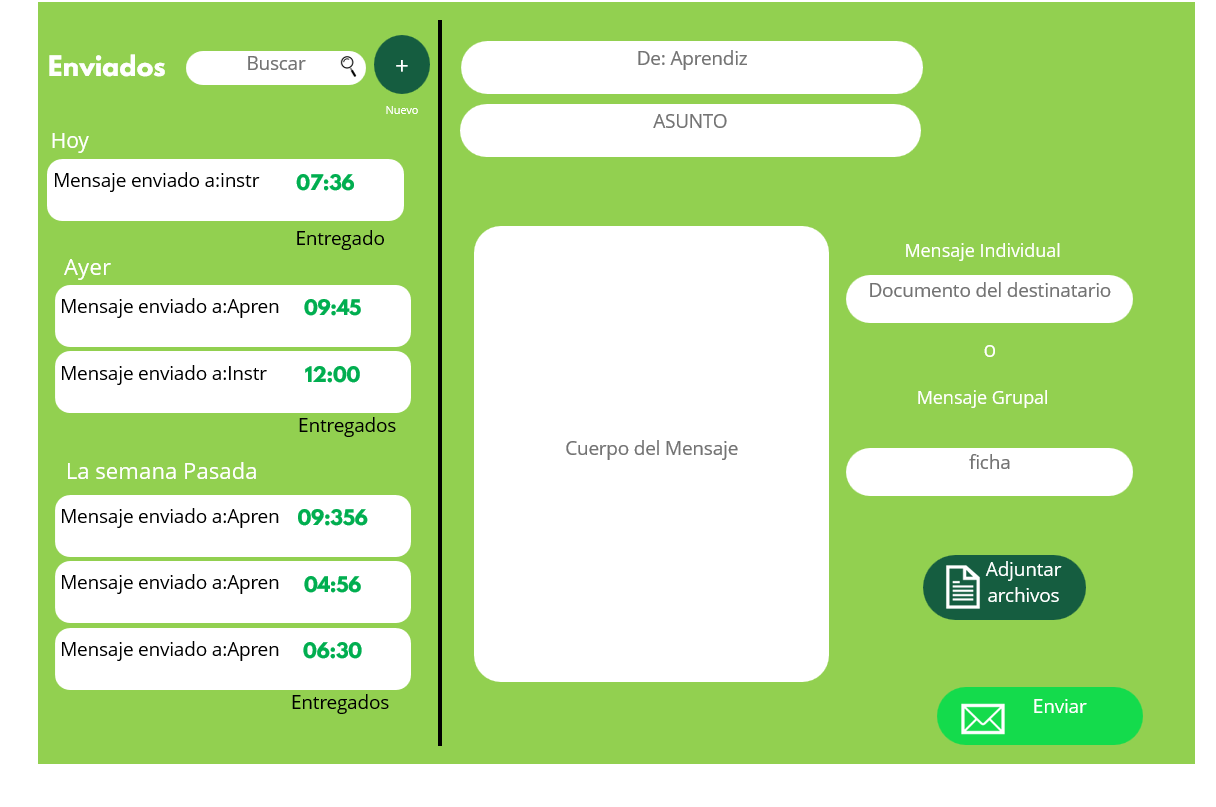 Enviados
Buscar
+
Nuevo
Hoy
Mensaje enviado a:instr 07:36
Entregado
Ayer
Mensaje enviado a:Apren 09:45
Mensaje enviado a:Instr 12:00
Entregados
La semana Pasada
Mensaje enviado a:Apren 09:356
Mensaje enviado a:Apren 04:56
Mensaje enviado a:Apren 06:30
Entregados
De: Aprendiz
ASUNTO
Cuerpo del Mensaje
Mensaje Individual
Documento del destinatario
O
Mensaje Grupal
ficha
Adjuntar
archivos
Enviar